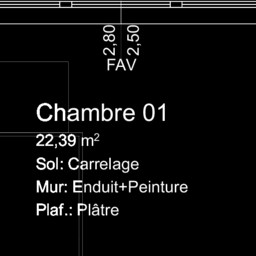 2,80
2,50
FAV
Chambre 01
22,39 m²
Sol: Carrelage
Mur: Enduit+Peinture
Plaf.: Plâtre